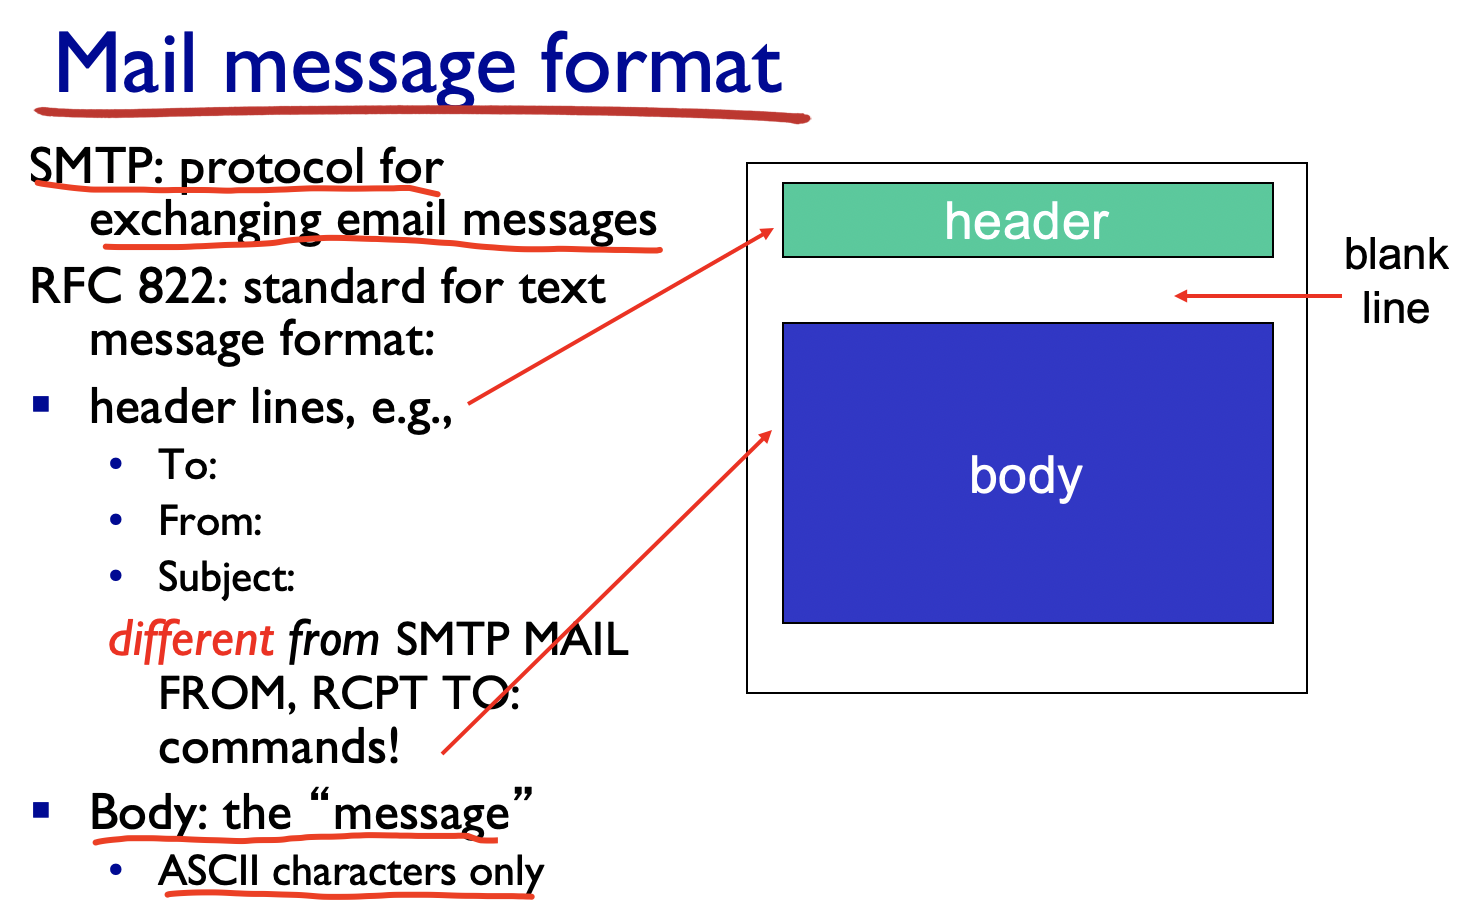 Mail message format
SMTP: protocol for
exchanging email messages
RFC 822: standard for text
message format:
header lines, e.g.,
To:
From:
Subject:
different from SMTP MAIL
FROM, RCPT TO:
commands!
Body: the “message”
ASCII characters only
header
blank
line
body